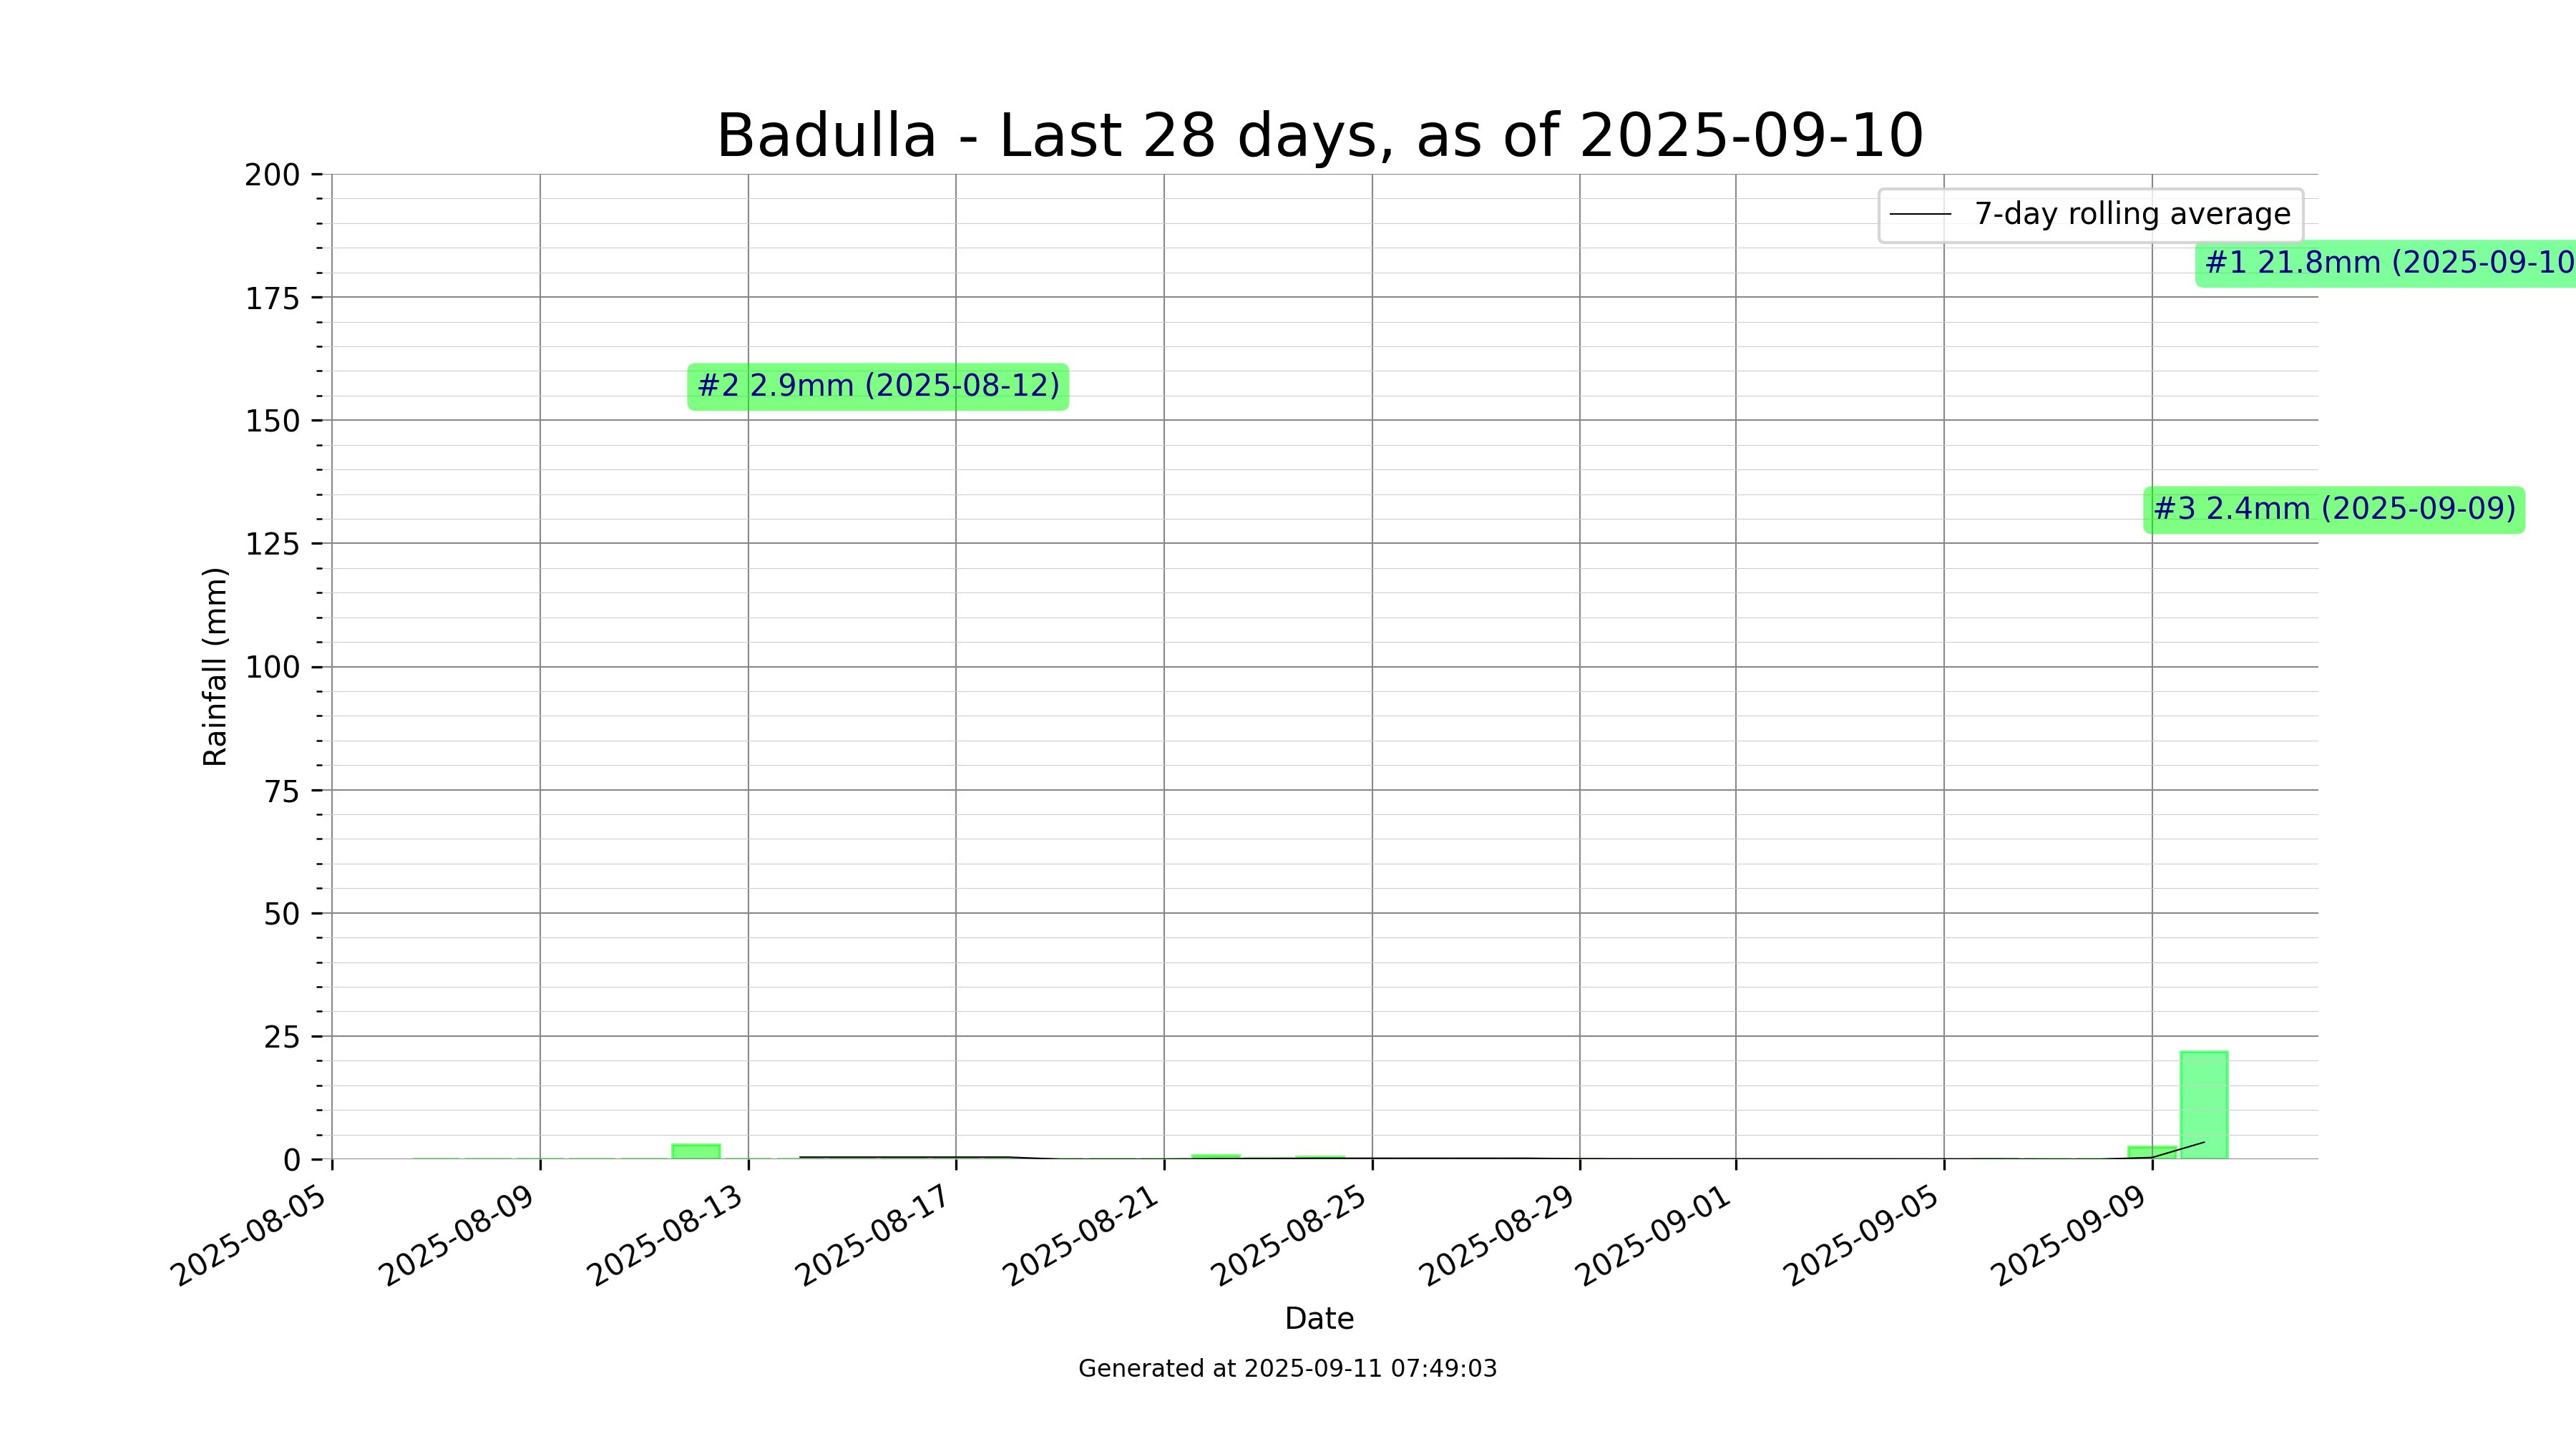 Badulla - Last 28 days, as of 2025-09-10
200
175
150
125
100
75
50
25
0
Rainfall (mm)
7-day rolling average
#1 21.8mm (2025-09-10
#2 2.9mm (2025-08-12)
#3 2.4mm (2025-09-09)
2025-08-05
2025-08-09
2025-08-13
2025-08-17
2025-08-21
2025-08-25
2025-08-29
2025-09-01
2025-09-05
2025-09-09
Date
Generated at 2025-09-11 07:49:03